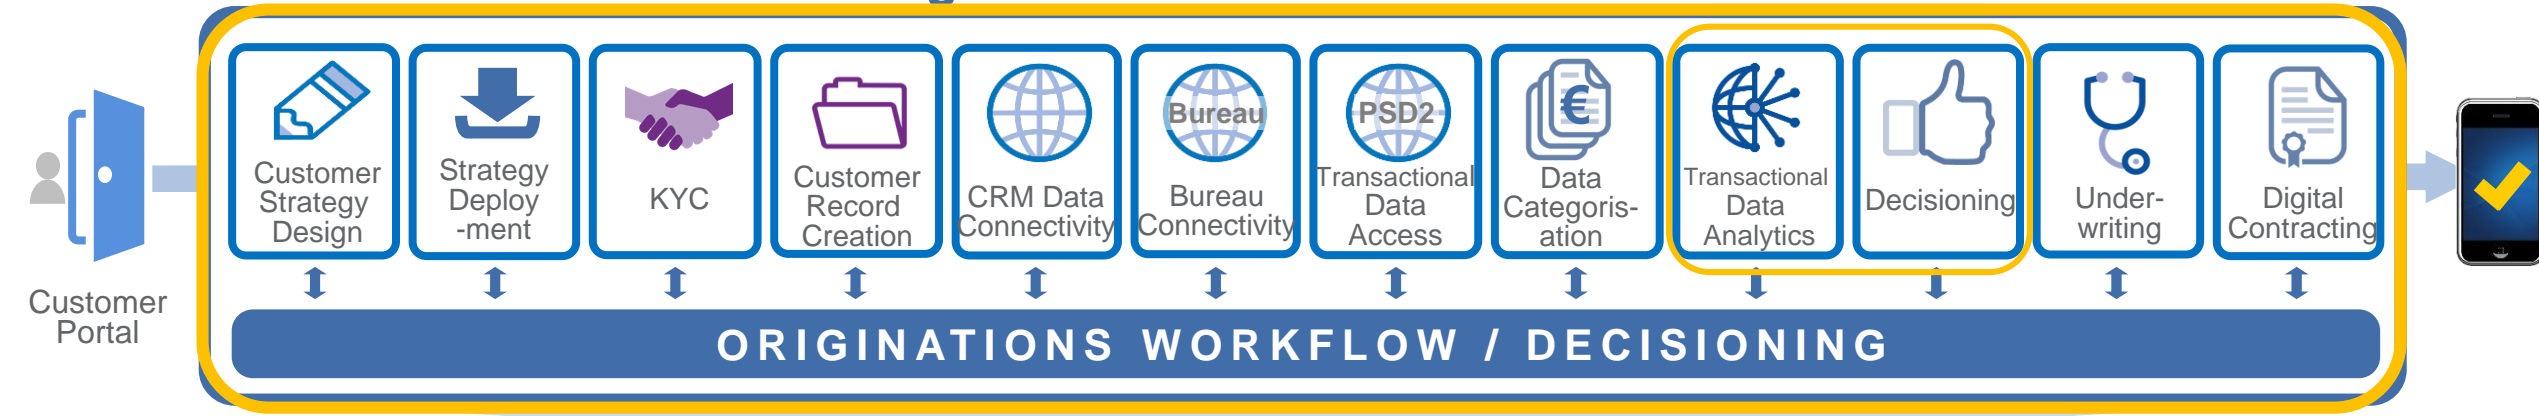 Customer
Portal
Customer
Strategy
Design
Strategy
Deploy
-ment
KYC
Customer
Record
Creation
CRM Data
Connectivity
Bureau
Bureau
Connectivity
PSD2
Transactional
Data
Access
€
Data
Categoris-
ation
Transactional
Data
Analytics
Decisioning
Under-
writing
Digital
Contracting
ORIGINATIONS WORKFLOW / DECISIONING